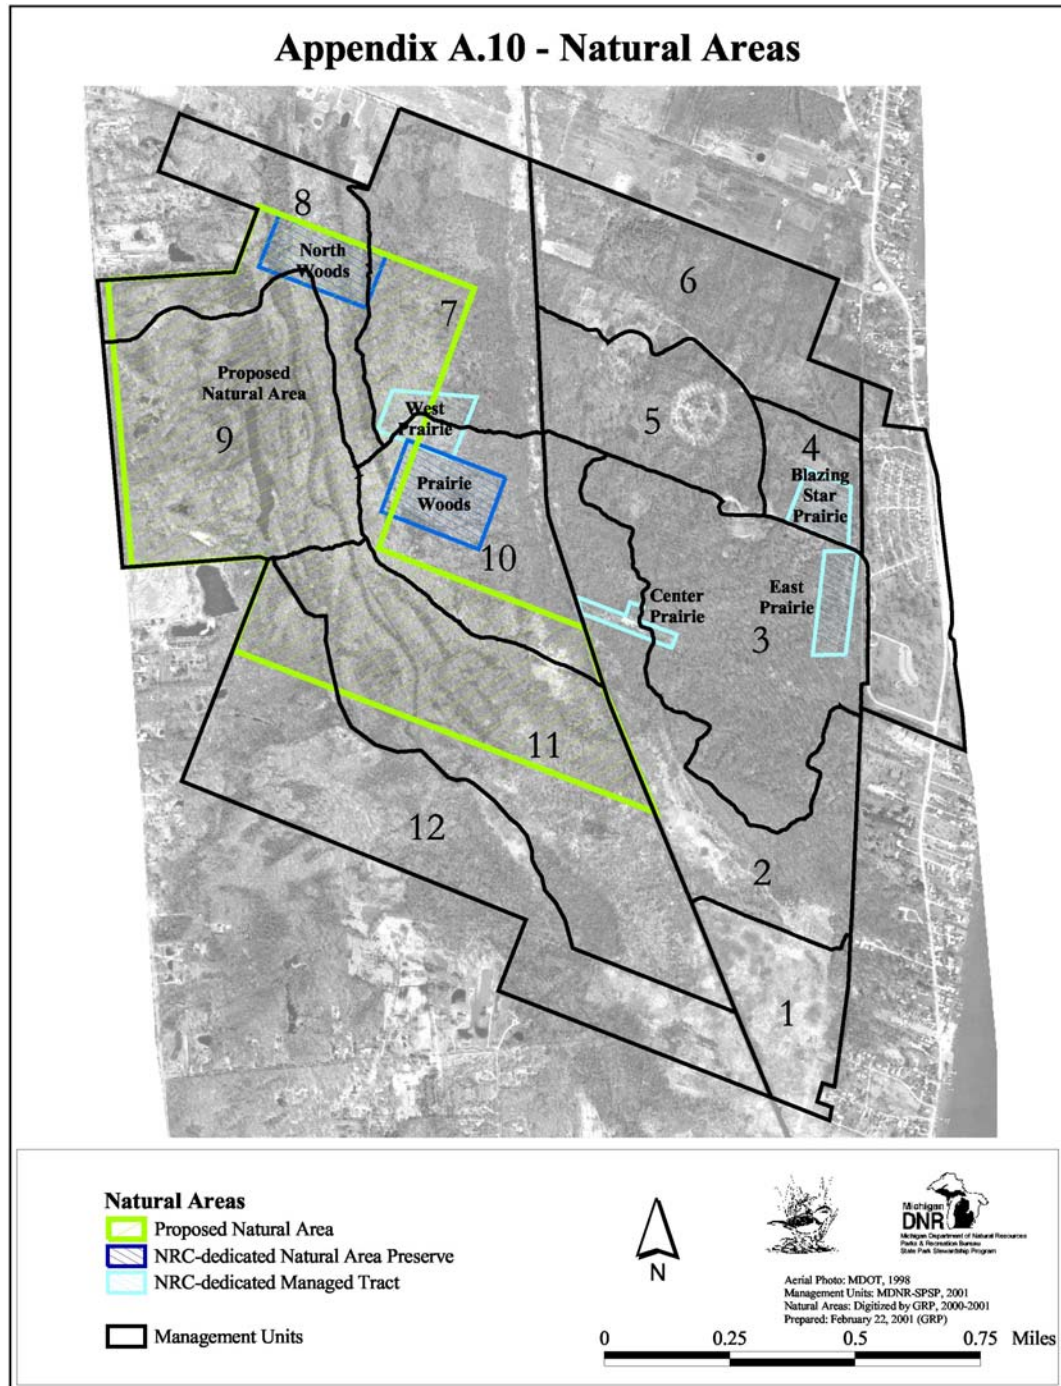 Appendix A.10 - Natural Areas
8
North
Woods
6
7
Proposed
Natural Area
West
Prairie
5
9
4
Blazing
Star
Prairie
Prairie
Woods
10
Center
Prairie
East
Prairie
3
11
12
2
1
Natural Areas
Proposed Natural Area
NRC-dedicated Natural Area Preserve
NRC-dedicated Managed Tract
Management Units
N
Michigan
DNR
Michigan Department of Natural Resources
Parks & Recreation Bureau
State Park Stewardship Program
Aerial Photo: MDOT, 1998
Management Units: MDNR-SPSP, 2001
Natural Areas: Digitized by GRP, 2000-2001
Prepared: February 22, 2001 (GRP)
0 0.25 0.5 0.75 Miles